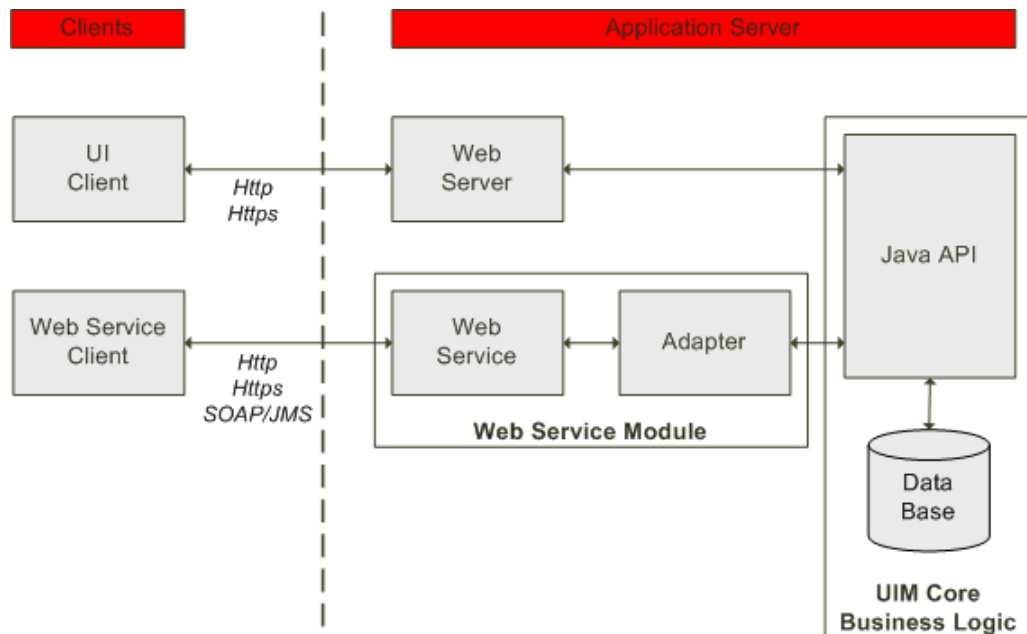 Clients
Application Server
UI
Client
Http
Https
Web
Server
Java API
Web Service
Client
Http
Https
SOAP/JMS
Web
Service
Adapter
Web Service Module
Data
Base
UIM Core
Business Logic